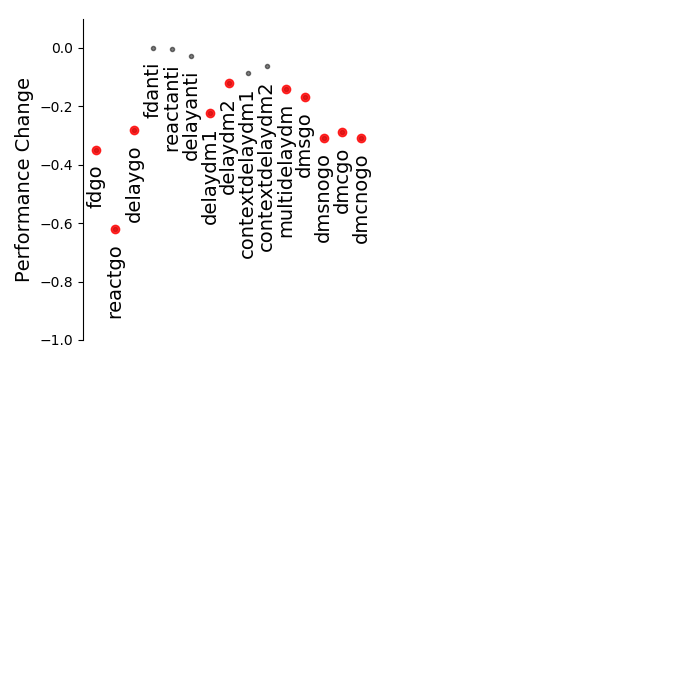 Performance Change
0.0
−0.2
−0.4
−0.6
−0.8
−1.0
fdgo
reactgo
delaygo
fdanti
reactanti
delayanti
delaydm1
delaydm2
contextdelaydm1
contextdelaydm2
multidelaydm
dmsgo
dmsnogo
dmcgo
dmcnogo